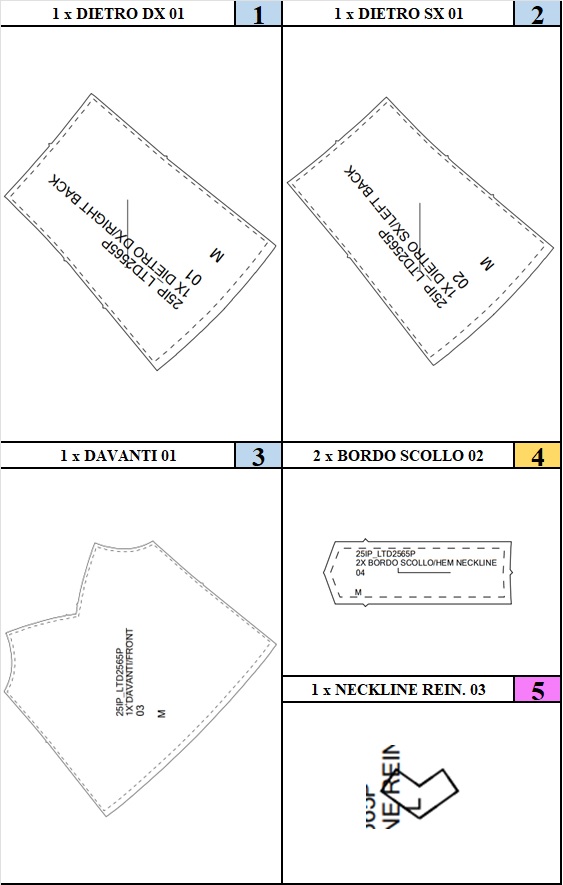 1 x DIETRO DX 01
1
1 x DIETRO SX 01
2
25IP_LTD2565P
1X DIETRO DX/RIGHT BACK
01
M
25IP_LTD2565P
1X DIETRO SX/LEFT BACK
02
M
1 x DAVANTI 01
3
2 x BORDO SCOLLO 02
4
25IP_LTD2565P
1X DAVANTI/FRONT
03
M
25IP_LTD2565P
2X BORDO SCOLLO/HEM NECKLINE
04
M
1 x NECKLINE REIN. 03
5
565P
NE REIN
L